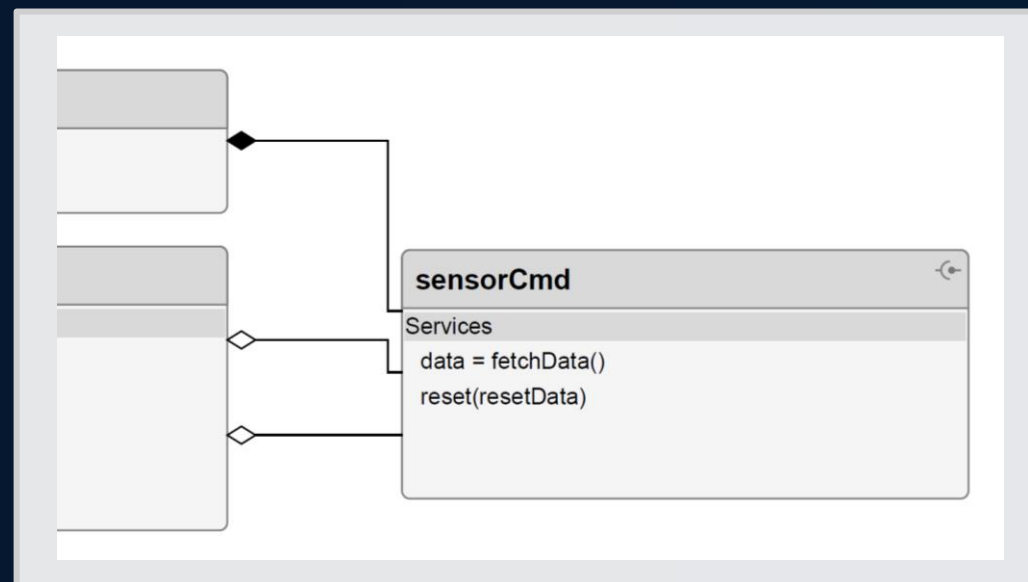 sensorCmd
Services
data = fetchData()
reset(resetData)